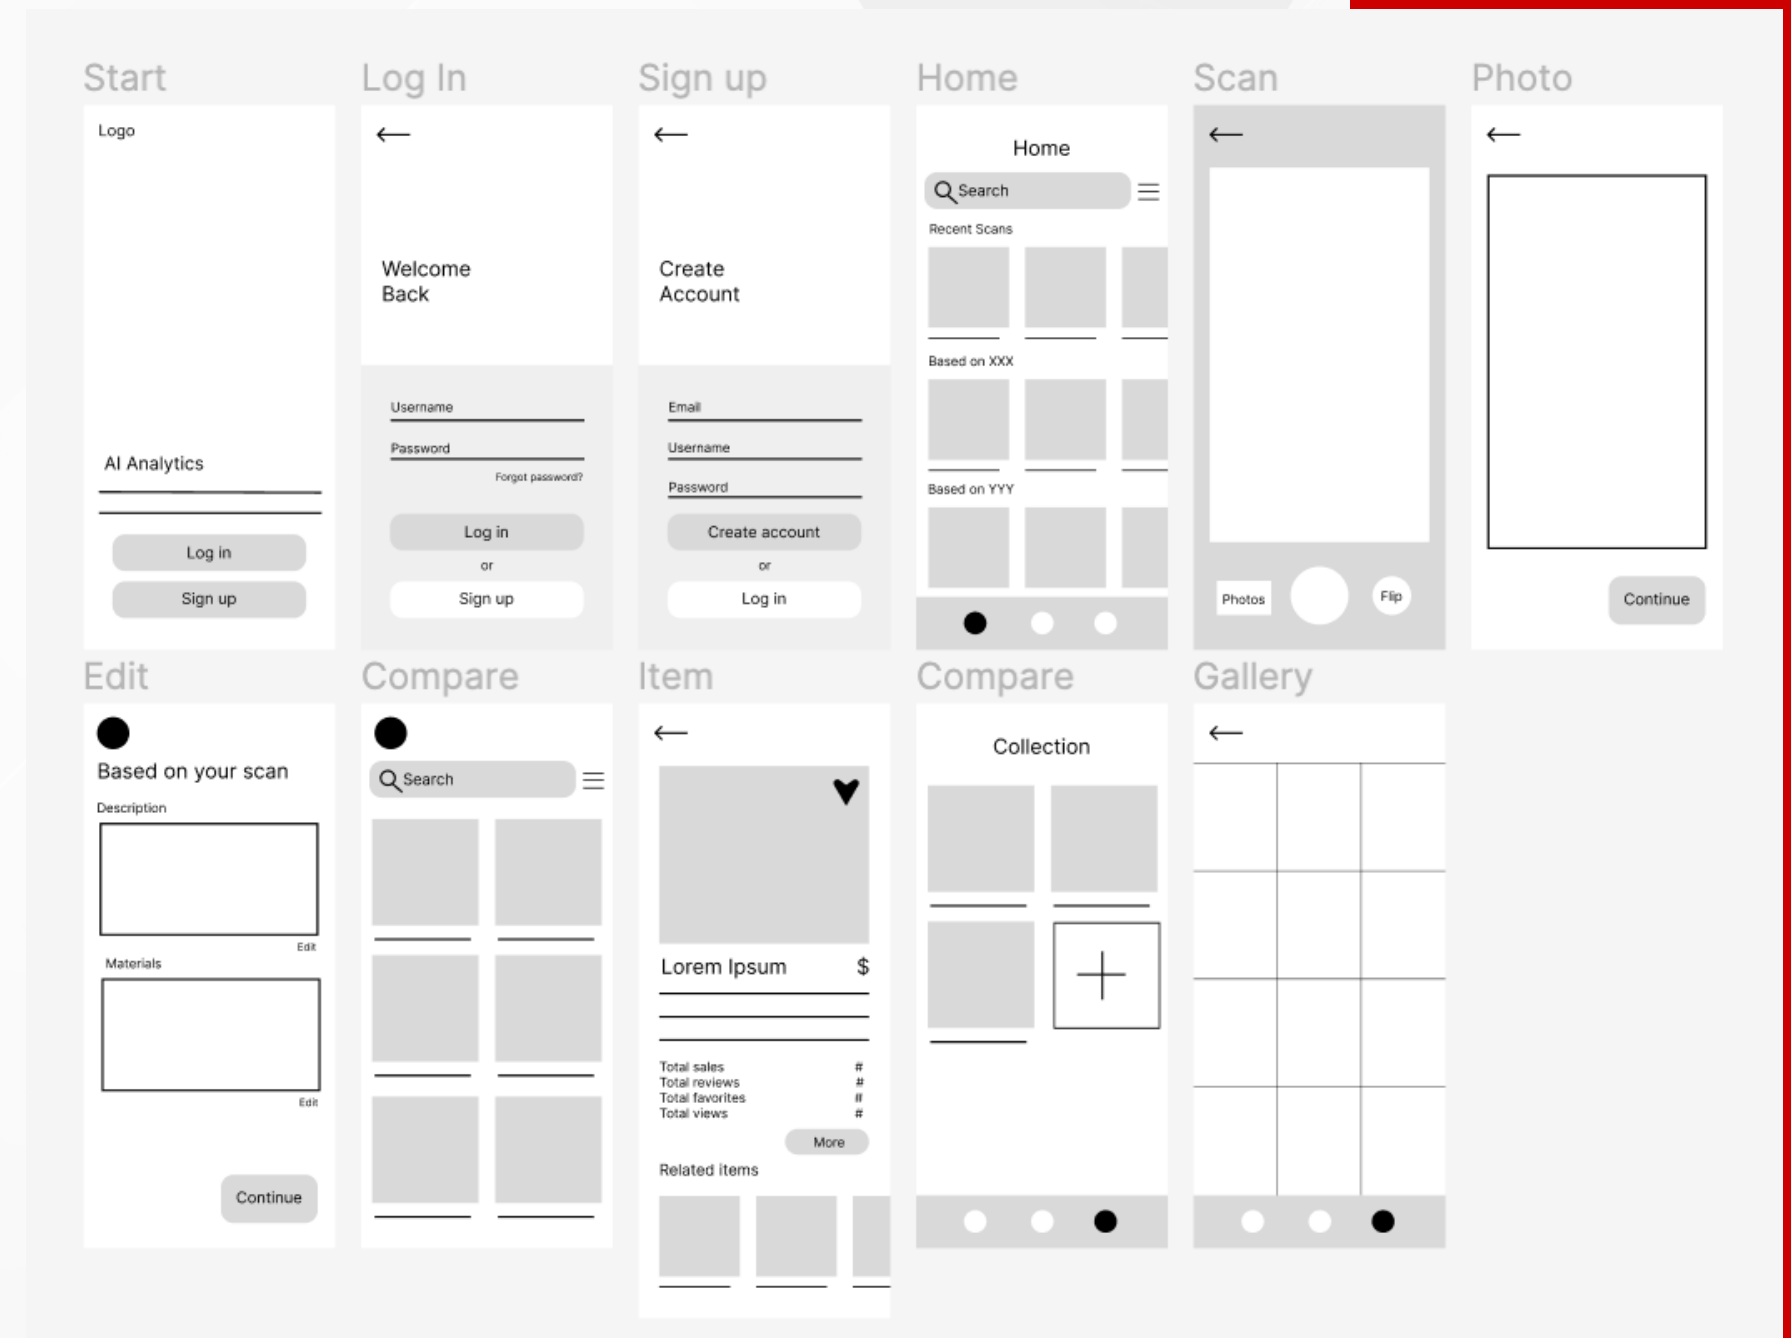 Start
Logo
AI Analytics
Log in
Sign up
Log In
Welcome
Back
Username
Password
Forgot password?
Log in
or
Sign up
Sign up
Create
Account
Email
Username
Password
Create account
or
Log in
Home
Home
Search
Recent Scans
Based on XXX
Based on YYY
Scan
Photos
Flip
Photo
Continue
Edit
Based on your scan
Description
Edit
Materials
Edit
Continue
Compare
Search
Item
Lorem Ipsum $
Total sales #
Total reviews #
Total favorites #
Total views #
More
Related items
Compare
Collection
Gallery